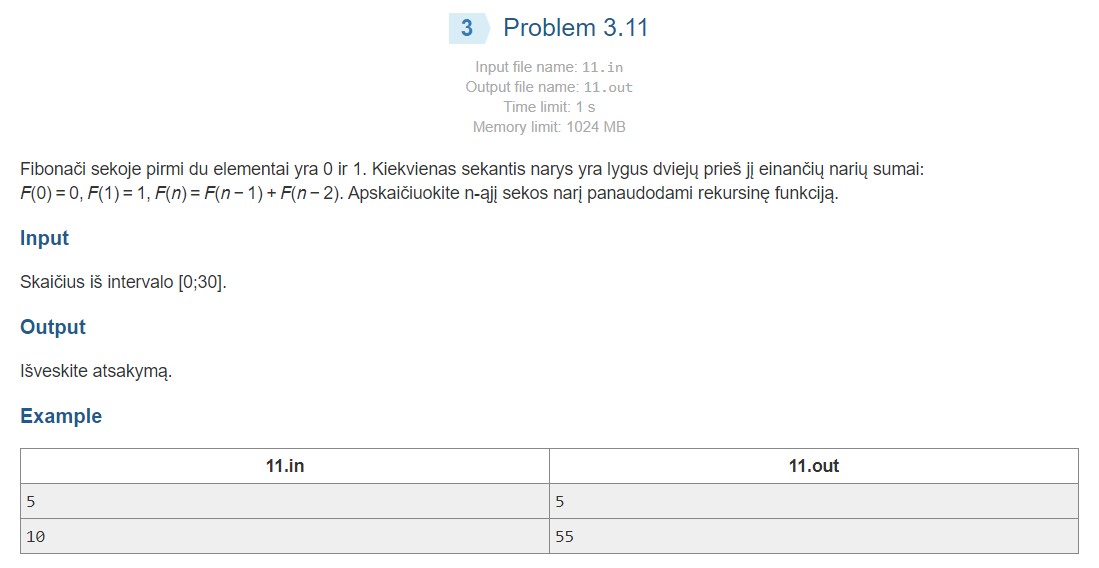 3 Problem 3.11
Input file name: 11.in
Output file name: 11.out
Time limit: 1 s
Memory limit: 1024 MB
Fibonači sekoje pirmi du elementai yra 0 ir 1. Kiekvienas sekantis narys yra lygus dviejų prieš jį einančių narių sumai:
F(0) = 0, F(1) = 1, F(n) = F(n − 1) + F(n − 2). Apskaičiuokite n-ąjį sekos narį panaudodami rekursinę funkciją.
Input
Skaičius iš intervalo [0;30].
Output
Išveskite atsakymą.
Example
11.in 11.out
5 5
10 55